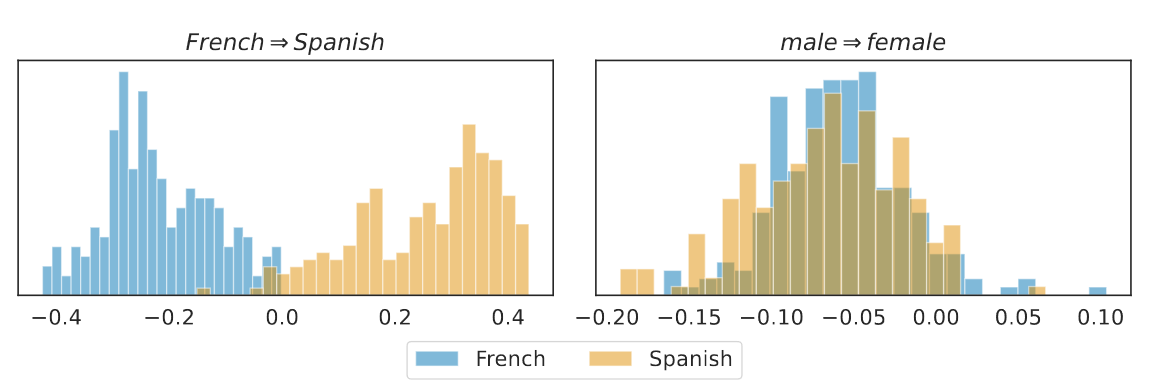 French ⇒ Spanish
male ⇒ female
−0.4 −0.2 0.0 0.2 0.4
−0.20 −0.15 −0.10 −0.05 0.00 0.05 0.10
French Spanish